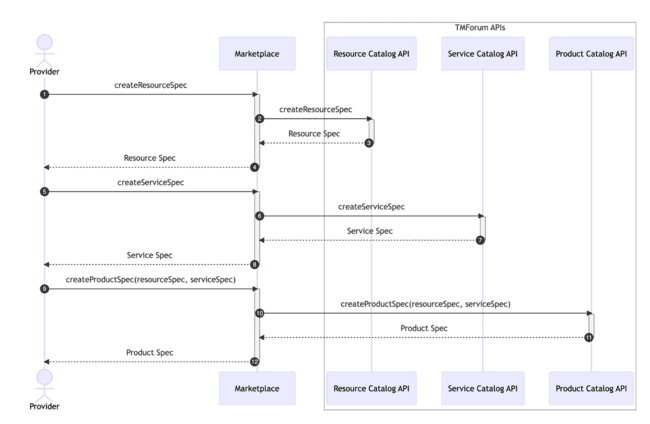 TMForum APIs
Marketplace
Resource Catalog API
Service Catalog API
Product Catalog API
Provider
createResourceSpec
1
createResourceSpec
2
Resource Spec
3
Resource Spec
4
createServiceSpec
5
createServiceSpec
6
Service Spec
7
Service Spec
8
createProductSpec(resourceSpec, serviceSpec)
9
createProductSpec(resourceSpec, serviceSpec)
10
Product Spec
11
Product Spec
12
Marketplace
Resource Catalog API
Service Catalog API
Product Catalog API
Provider